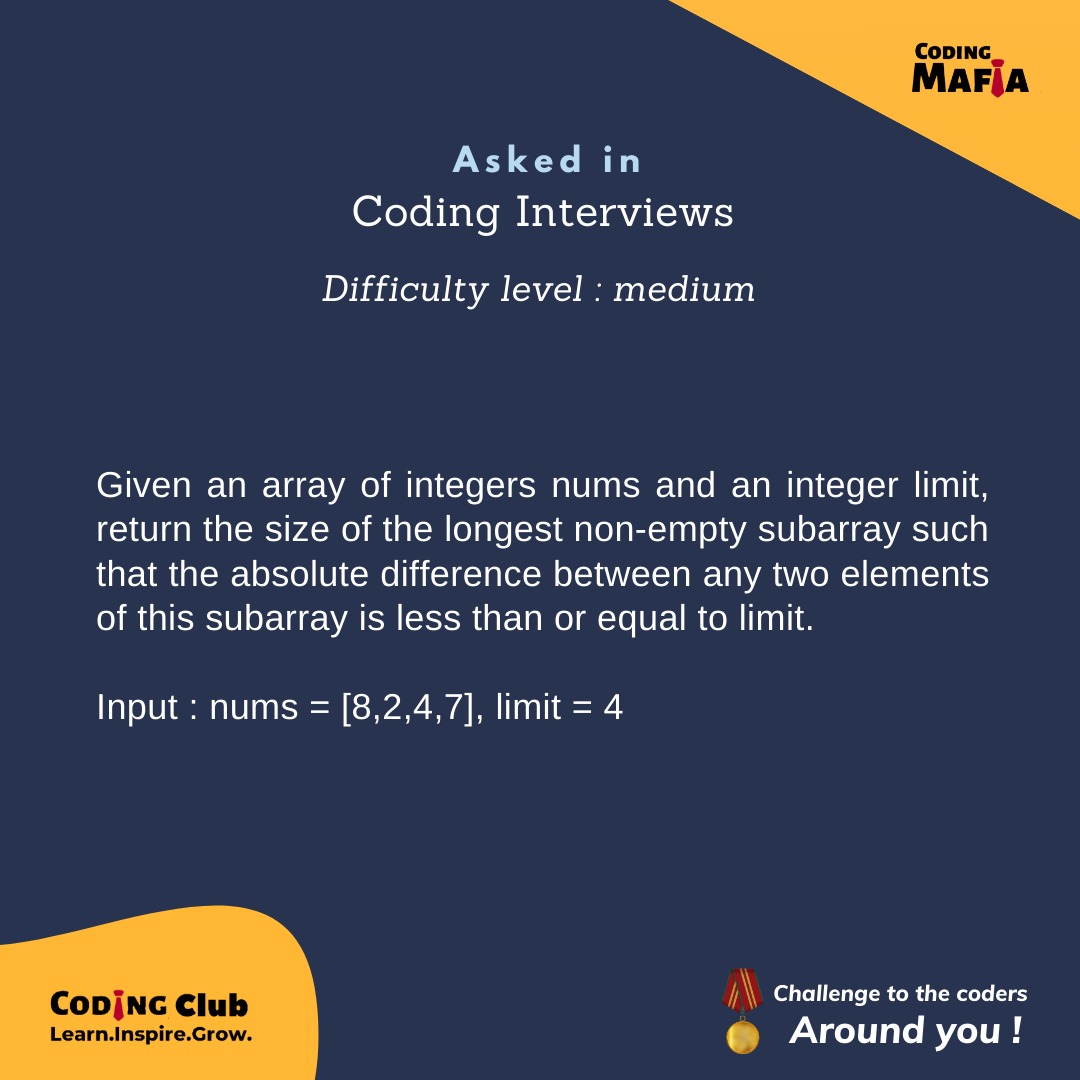 CODING
MAFIA
Asked in
Coding Interviews
Difficulty level : medium
Given an array of integers nums and an integer limit,
return the size of the longest non-empty subarray such
that the absolute difference between any two elements
of this subarray is less than or equal to limit.
Input : nums = [8,2,4,7], limit = 4
CODING Club
Learn.Inspire.Grow.
Challenge to the coders
Around you !